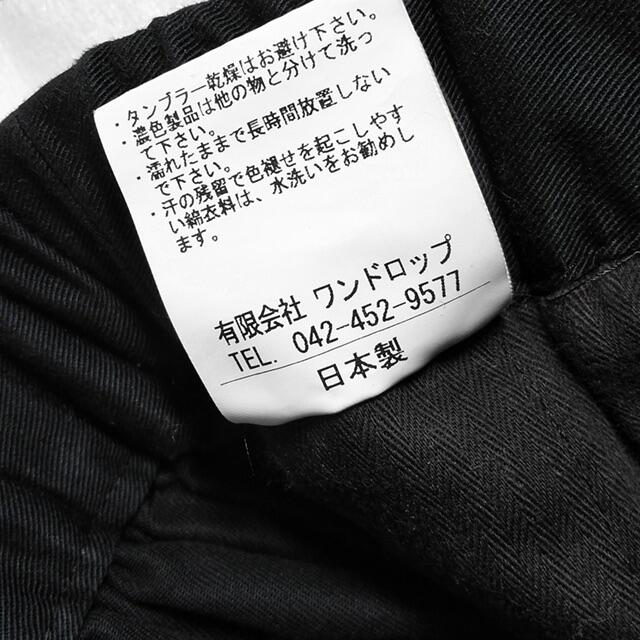 ・タンブラー乾燥はお避け下さい。
・濃色製品は他の物と分けて洗っ
て下さい。
・濡れたままで長時間放置しない
で下さい。
・汗の残留で色褪せを起こしやす
い綿衣料は、水洗いをお勧めし
ます。
有限会社 ワンドロップ
TEL. 042-452-9577
日本製